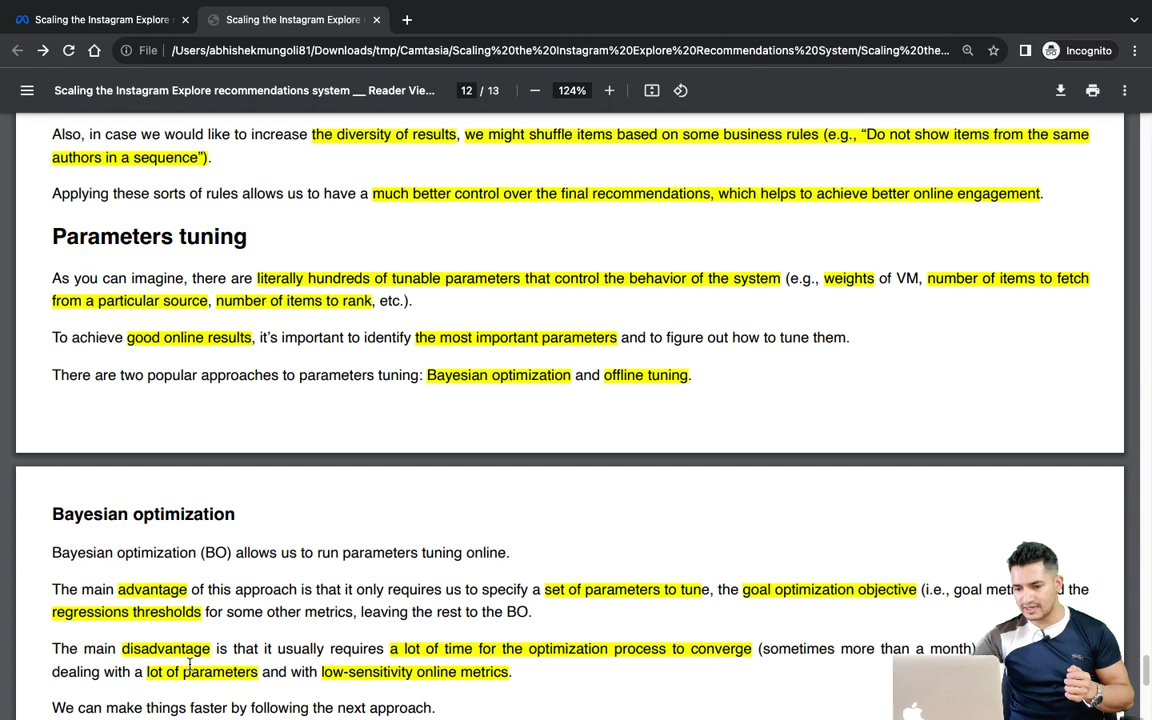 Scaling the Instagram Explore
Scaling the Instagram Explore
File
/Users/abhishekmungoli81/Downloads/tmp/Camtasia/Scaling%20the%20Instagram%20Explore%20Recommendations%20System/Scaling%20the...
Incognito
Scaling the Instagram Explore recommendations system __ Reader Vie...
12 / 13
124%
Also, in case we would like to increase the diversity of results, we might shuffle items based on some business rules (e.g., “Do not show items from the same
authors in a sequence”).
Applying these sorts of rules allows us to have a much better control over the final recommendations, which helps to achieve better online engagement.
Parameters tuning
As you can imagine, there are literally hundreds of tunable parameters that control the behavior of the system (e.g., weights of VM, number of items to fetch
from a particular source, number of items to rank, etc.).
To achieve good online results, it’s important to identify the most important parameters and to figure out how to tune them.
There are two popular approaches to parameters tuning: Bayesian optimization and offline tuning.
Bayesian optimization
Bayesian optimization (BO) allows us to run parameters tuning online.
The main advantage of this approach is that it only requires us to specify a set of parameters to tune, the goal optimization objective (i.e., goal the
regressions thresholds for some other metrics, leaving the rest to the BO.
The main disadvantage is that it usually requires a lot of time for the optimization process to converge (sometimes more than a month)
dealing with a lot of parameters and with low-sensitivity online metrics.
We can make things faster by following the next approach.